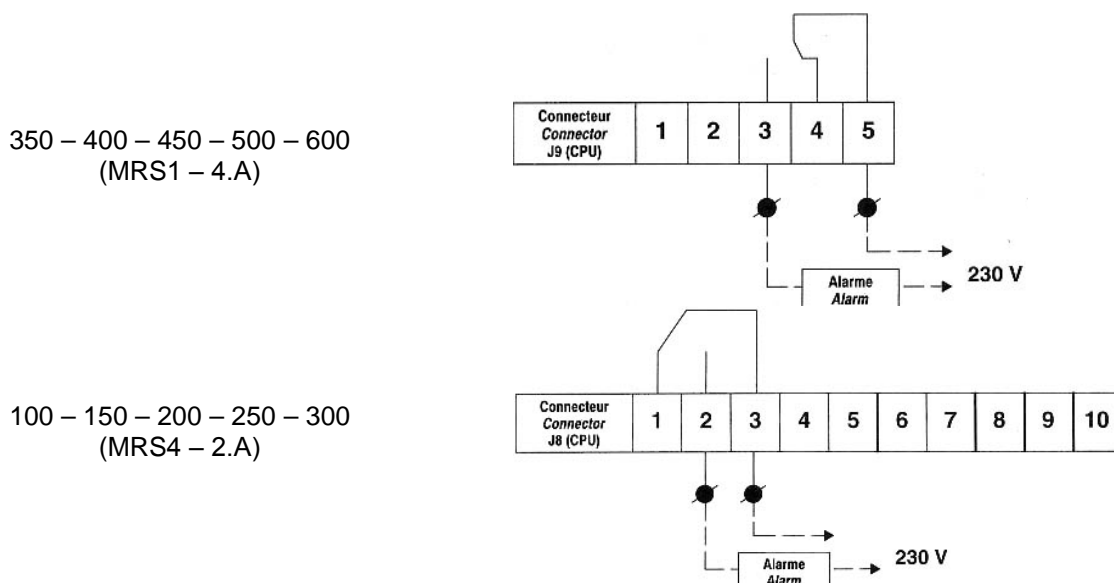 350 – 400 – 450 – 500 – 600
(MRS1 – 4.A)
Connecteur
Connector
J9 (CPU)
1 2 3 4 5
230 V
Alarme
Alarm
100 – 150 – 200 – 250 – 300
(MRS4 – 2.A)
Connecteur
Connector
J8 (CPU)
1 2 3 4 5 6 7 8 9 10
230 V
Alarme
Alarm